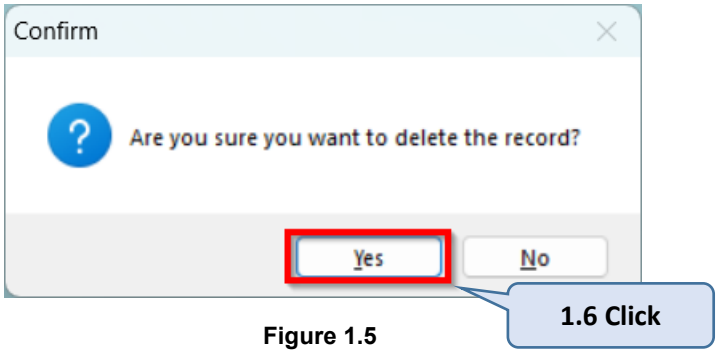 Confirm
Are you sure you want to delete the record?
Yes No
1.6 Click
Figure 1.5